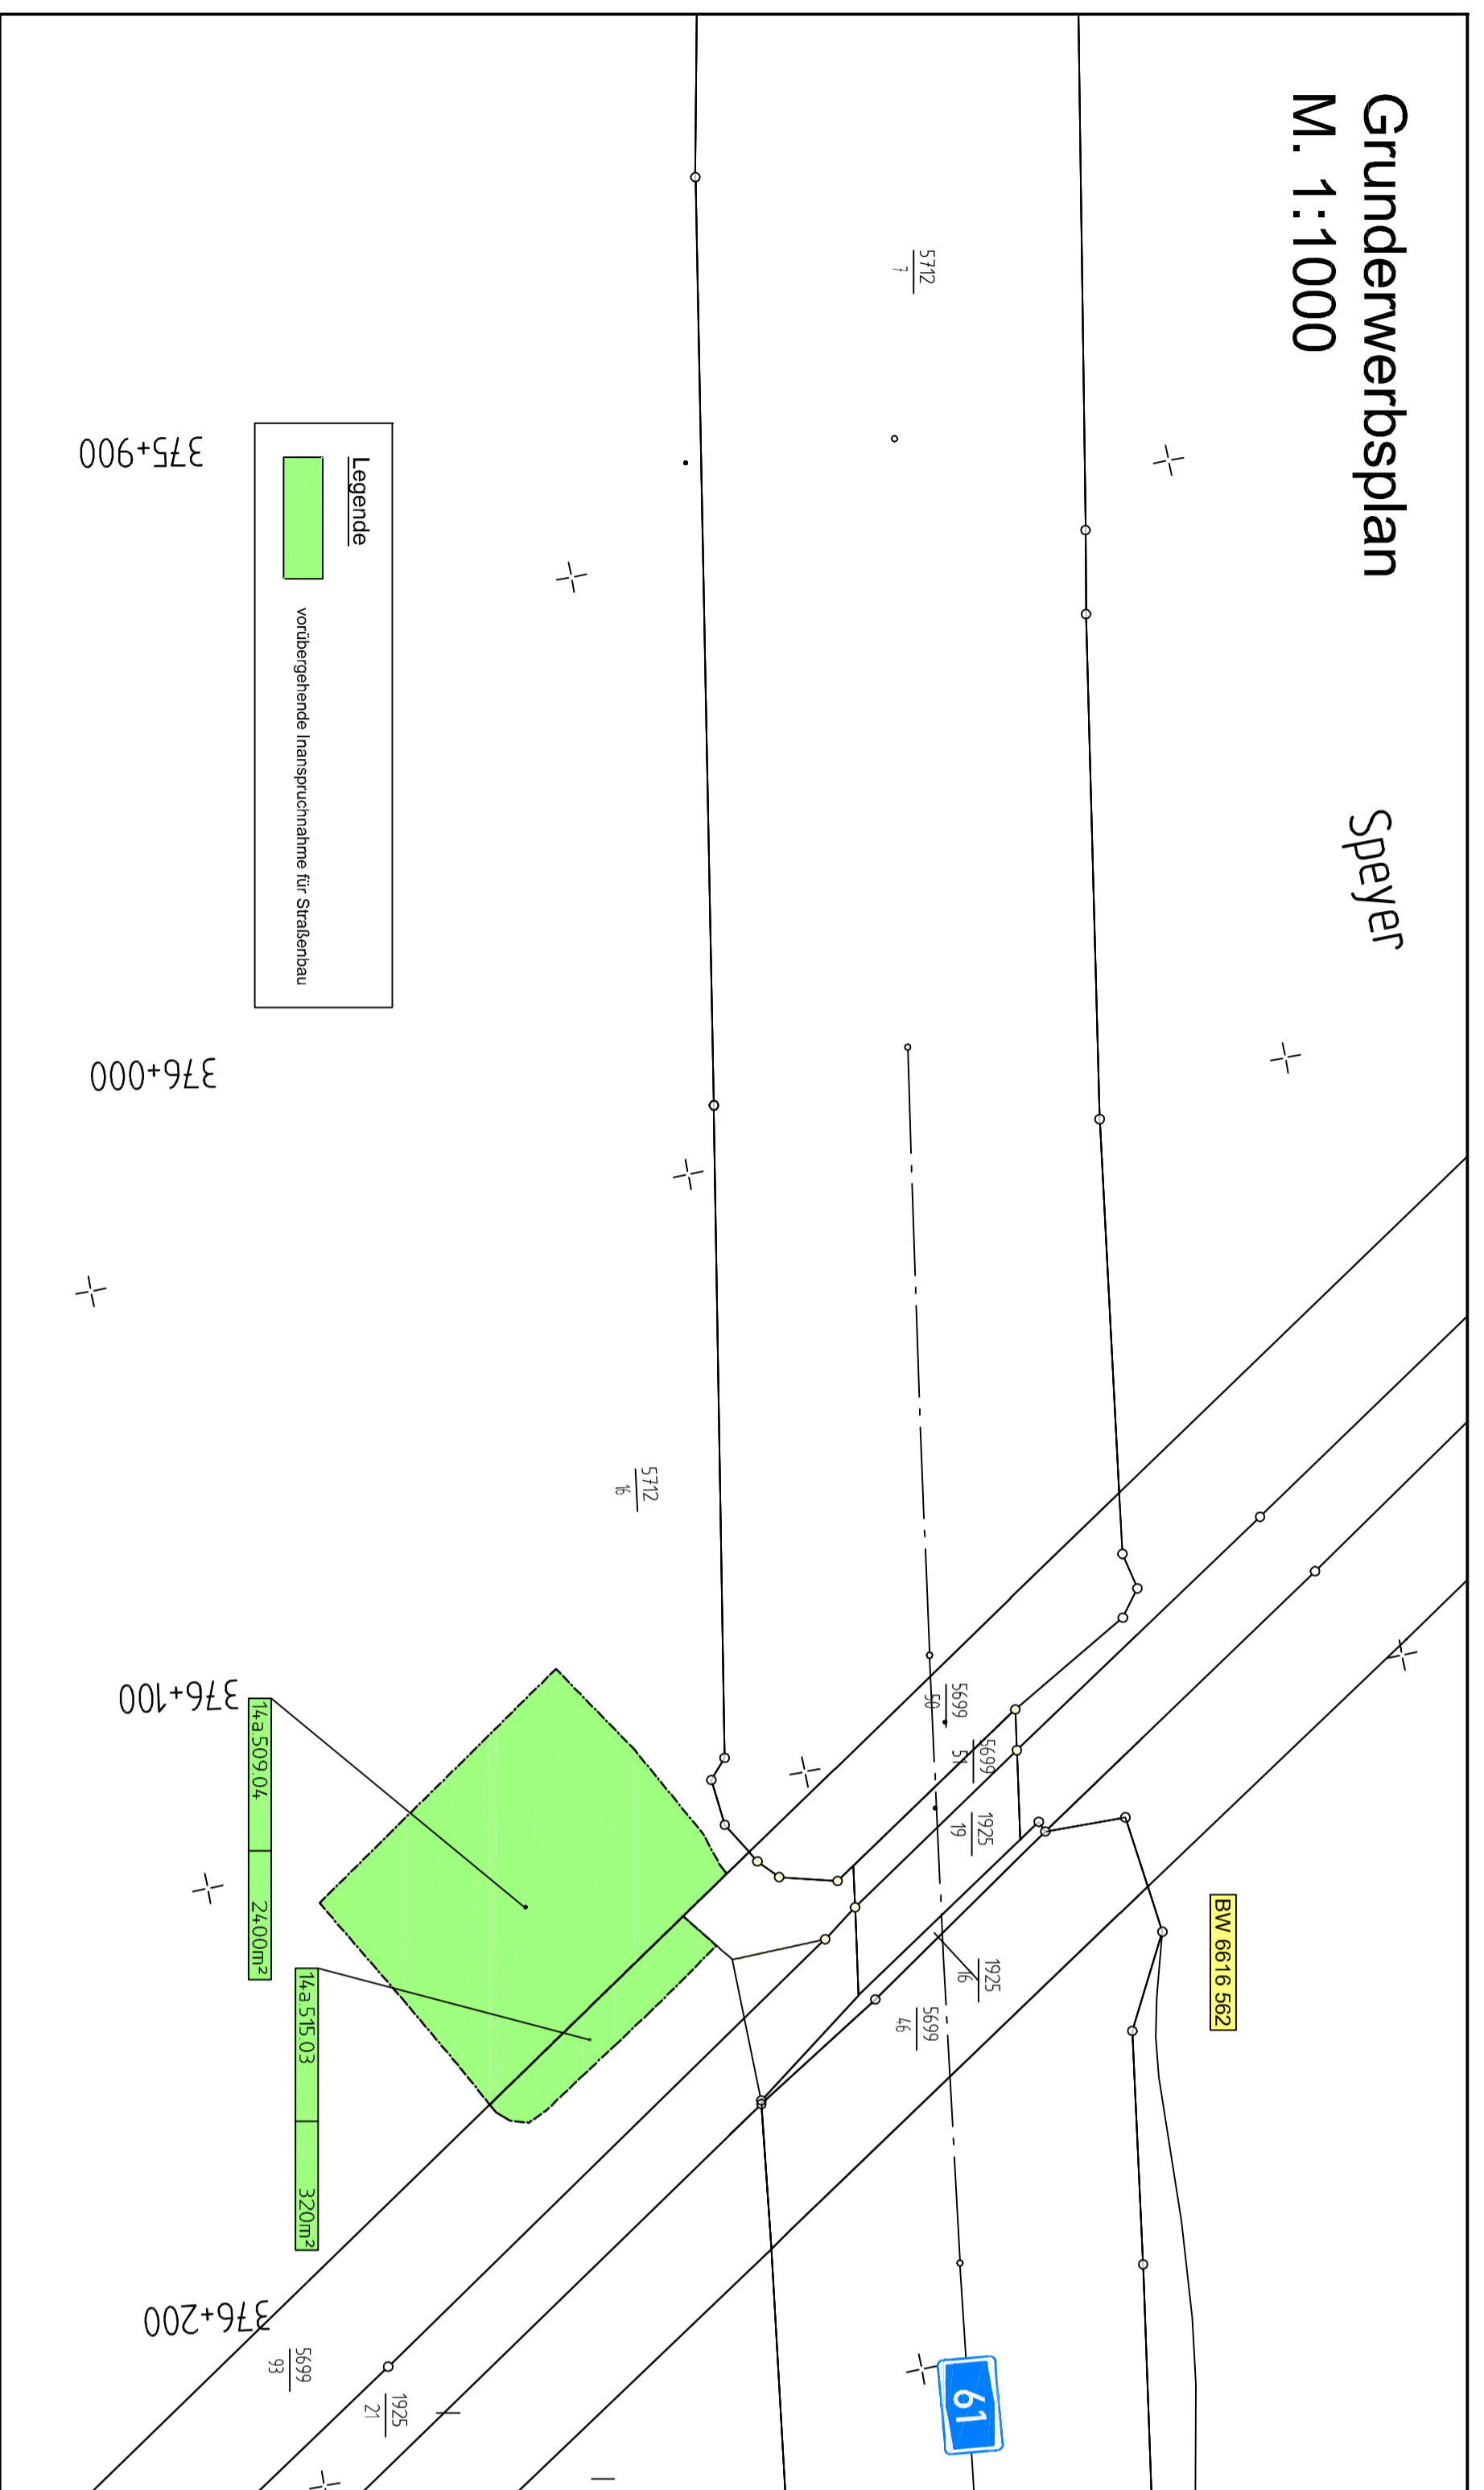 Grunderwerbsplan
M. 1:1000
Speyer
5712
7
Legende
vorübergehende Inanspruchnahme für Straßenbau
375+900
376+000
376+100
376+200
5712
16
5699
50
5699
51
1925
19
1925
16
5699
46
BW 6616 562
14a.509.04 2400m²
14a.515.03 320m²
5699
93
1925
21
61